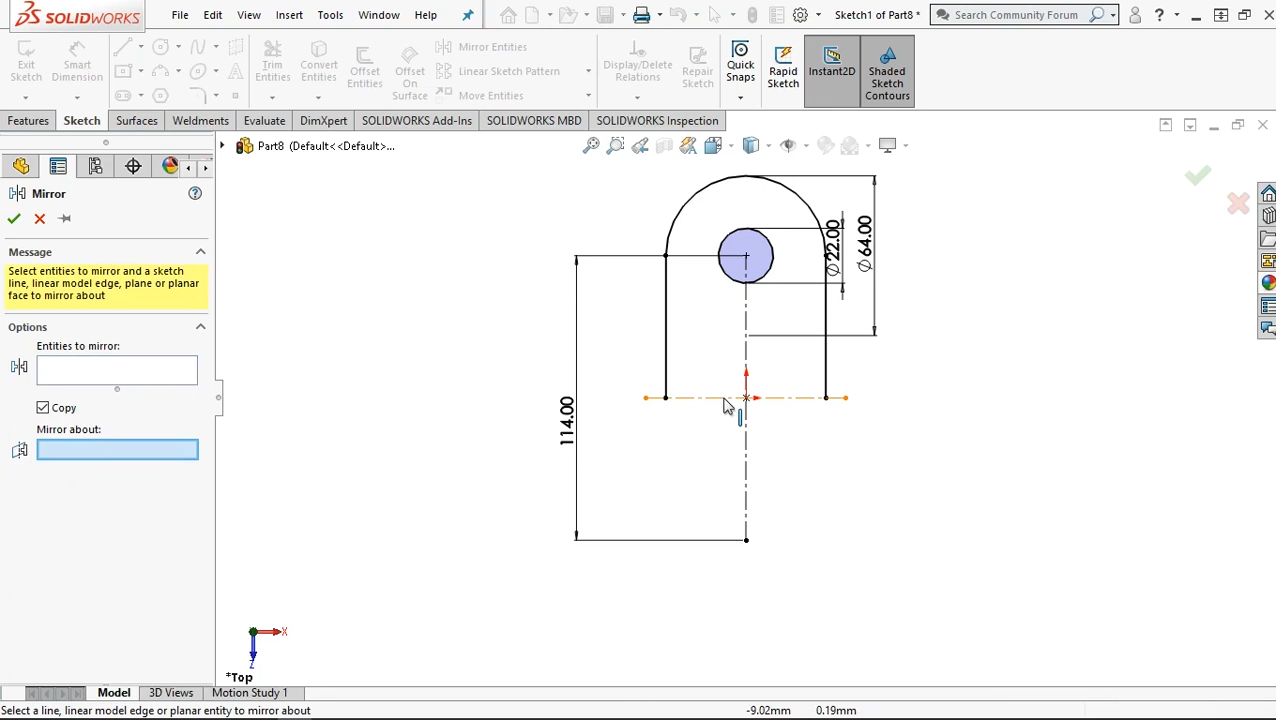 SOLIDWORKS
File Edit View Insert Tools Window Help
Sketch1 of Part8 *
Search Community Forum
?
Exit Sketch
Smart Dimension
Trim Entities
Convert Entities
Offset Entities
Offset On Surface
Mirror Entities
Linear Sketch Pattern
Move Entities
Display/Delete Relations
Repair Sketch
Quick Snaps
Rapid Sketch
Instant2D
Shaded Sketch Contours
Features Sketch Surfaces Weldments Evaluate DimXpert SOLIDWORKS Add-Ins SOLIDWORKS MBD SOLIDWORKS Inspection
Part8 (Default<<Default>...
Mirror
?
Message
Select entities to mirror and a sketch
line, linear model edge, plane or planar
face to mirror about
Options
Entities to mirror:
Copy
Mirror about:
Ø 22.00
Ø 64.00
114.00
X
Z
*Top
Model 3D Views Motion Study 1
Select a line, linear model edge or planar entity to mirror about
-9.02mm 0.19mm